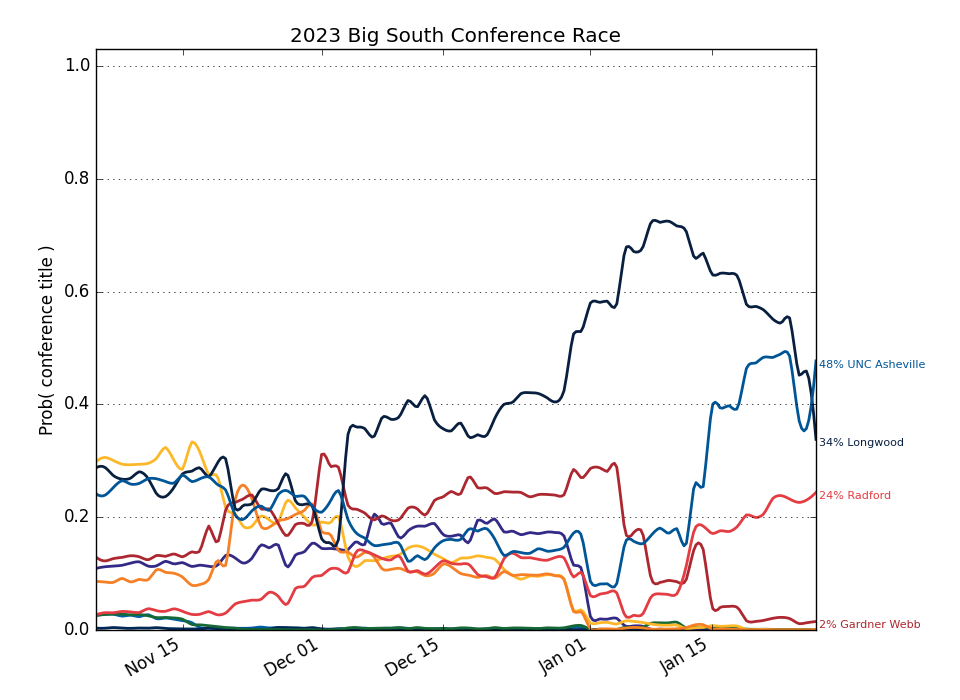 2023 Big South Conference Race
Prob( conference title )
1.0
0.8
0.6
0.4
0.2
0.0
Nov 15
Dec 01
Dec 15
Jan 01
Jan 15
48% UNC Asheville
34% Longwood
24% Radford
2% Gardner Webb